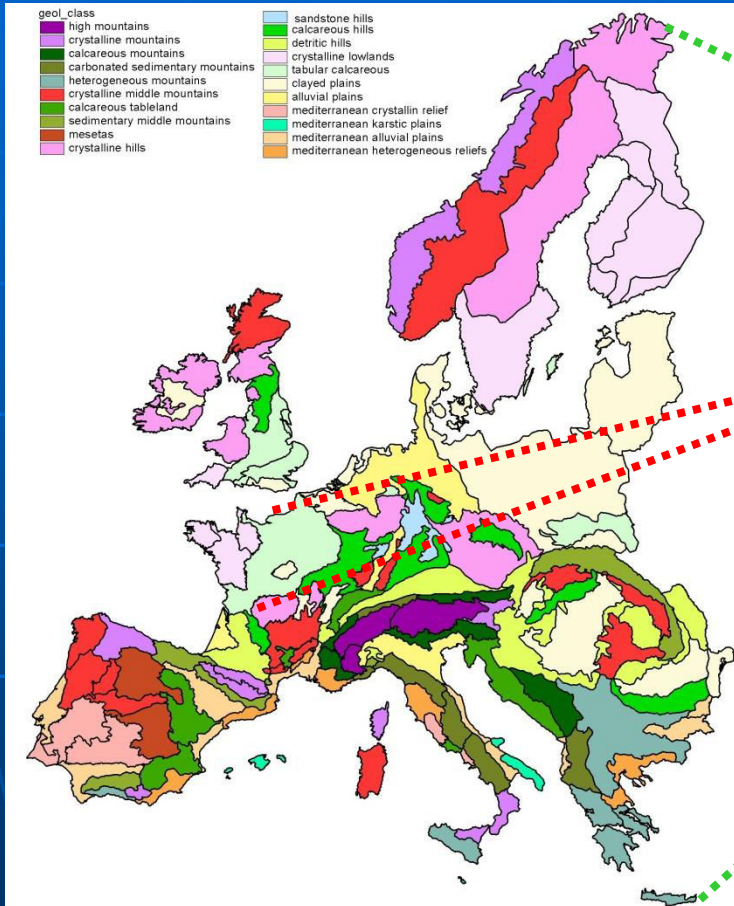 geol_class
high mountains
crystalline mountains
calcareous mountains
carbonated sedimentary mountains
heterogeneous mountains
crystalline middle mountains
calcareous tableland
sedimentary middle mountains
mesetas
crystalline hills
sandstone hills
calcareous hills
detritic hills
crystalline lowlands
tabular calcareous
clayed plains
alluvial plains
mediterranean crystallin relief
mediterranean karstic plains
mediterranean alluvial plains
mediterranean heterogeneous reliefs